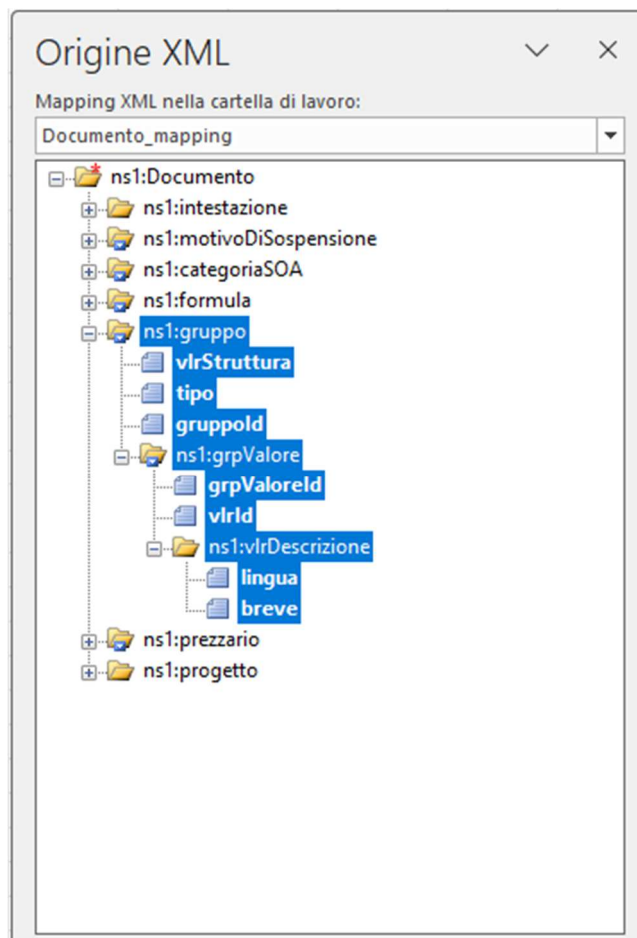 Origine XML
Mapping XML nella cartella di lavoro:
Documento_mapping
ns1:Documento
ns1:intestazione
ns1:motivoDiSospensione
ns1:categoriaSOA
ns1:formula
ns1:gruppo
vlrStruttura
tipo
gruppoId
ns1:grpValore
grpValoreId
vlrId
ns1:vlrDescrizione
lingua
breve
ns1:prezzario
ns1:progetto